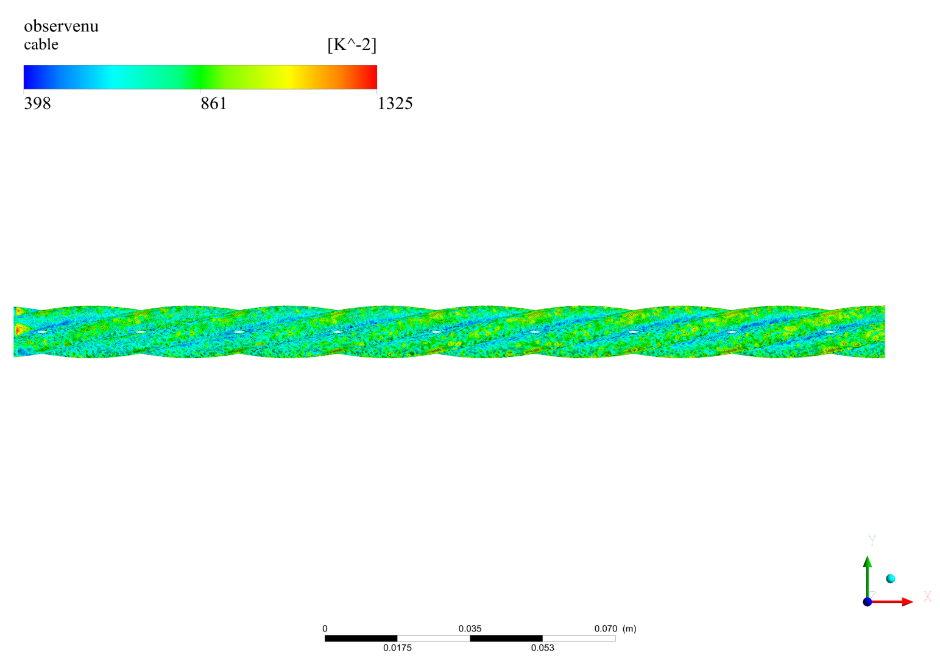 observenu
cable [K^-2]
398 861 1325
Y
Z X
0 0.035 0.070 (m)
0.0175 0.053